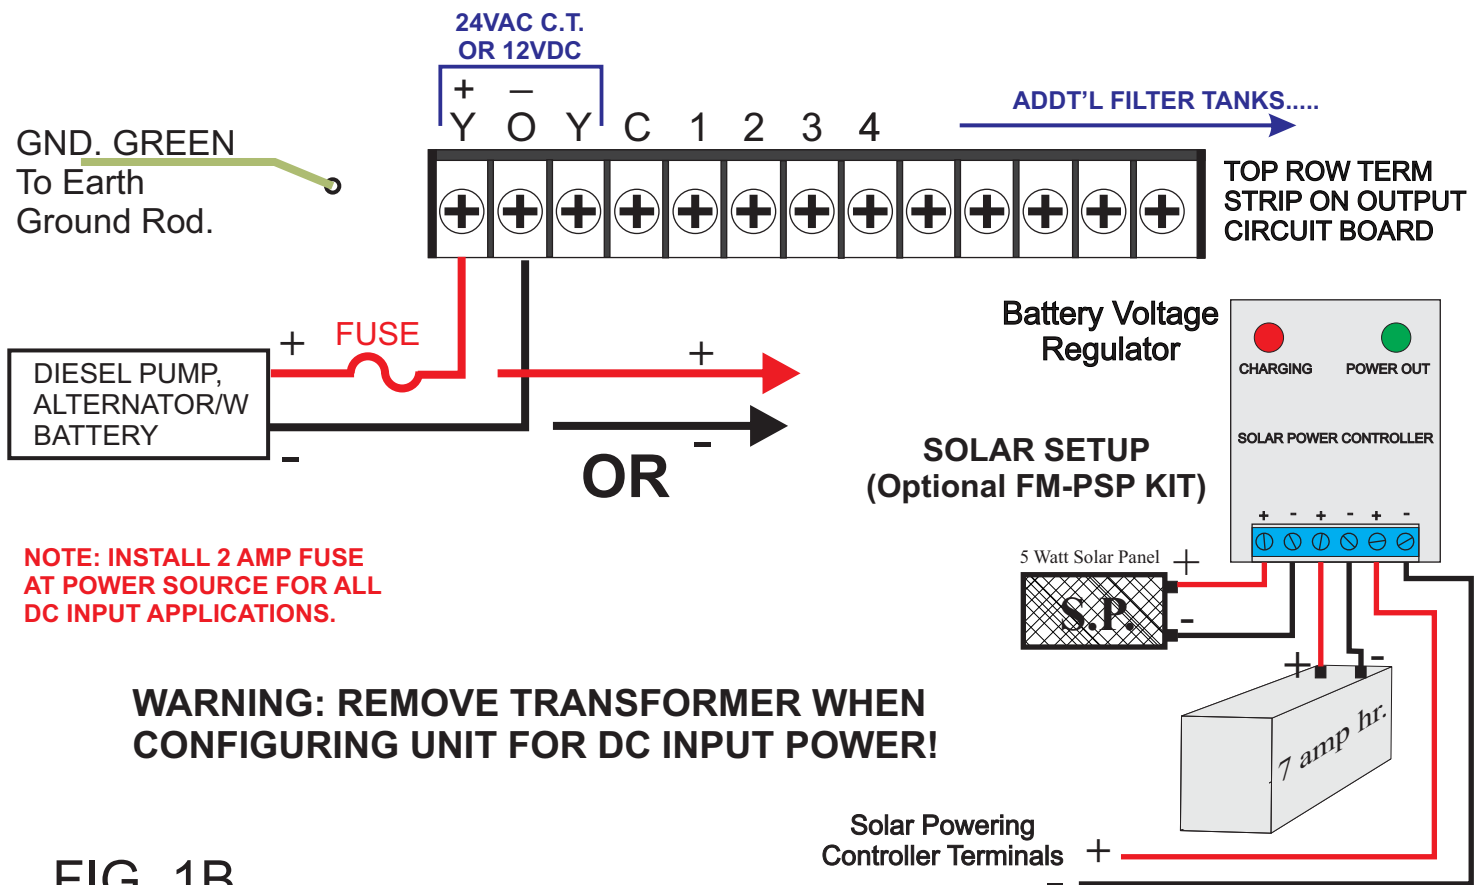 24VAC C.T.
OR 12VDC
+ –
Y O Y C 1 2 3 4
ADDT'L FILTER TANKS.....
GND. GREEN
To Earth
Ground Rod.
TOP ROW TERM
STRIP ON OUTPUT
CIRCUIT BOARD
+
FUSE
DIESEL PUMP,
ALTERNATOR/W
BATTERY
-
+
-
OR
Battery Voltage
Regulator
CHARGING
POWER OUT
SOLAR POWER CONTROLLER
+ - + - + -
SOLAR SETUP
(Optional FM-PSP KIT)
NOTE: INSTALL 2 AMP FUSE
AT POWER SOURCE FOR ALL
DC INPUT APPLICATIONS.
5 Watt Solar Panel
+
S.P.
-
+ -
7 amp hr.
WARNING: REMOVE TRANSFORMER WHEN
CONFIGURING UNIT FOR DC INPUT POWER!
Solar Powering
Controller Terminals
+
-
FIG. 1B